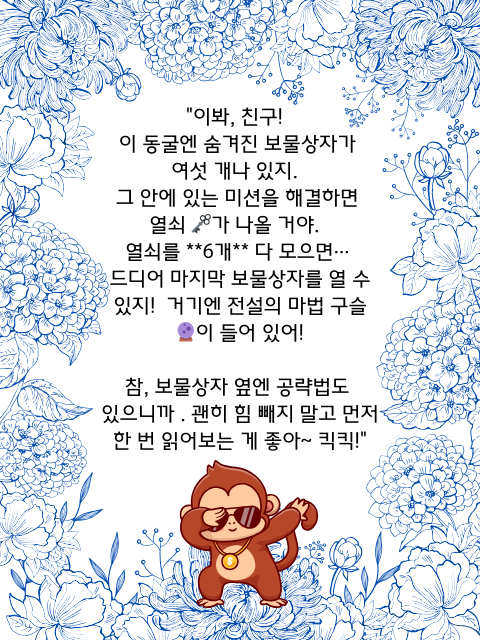 "이봐, 친구!
이 동굴엔 숨겨진 보물상자가
여섯 개나 있지.
그 안에 있는 미션을 해결하면
열쇠 🗝️가 나올 거야.
열쇠를 **6개** 다 모으면…
드디어 마지막 보물상자를 열 수
있지! 거기엔 전설의 마법 구슬
🔮이 들어 있어!
참, 보물상자 옆엔 공략법도
있으니까 . 괜히 힘 빼지 말고 먼저
한 번 읽어보는 게 좋아~ 킥킥!"